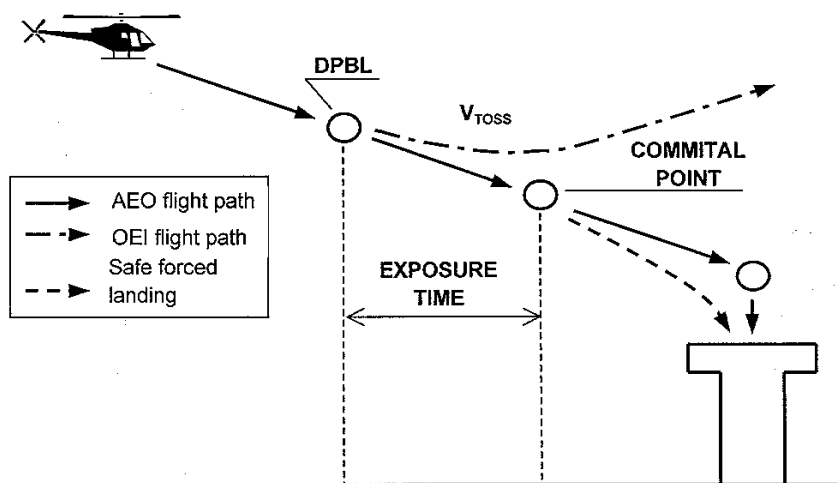 DPBL
V_TOSS
COMMITAL
POINT
AEO flight path
OEI flight path
Safe forced
landing
EXPOSURE
TIME